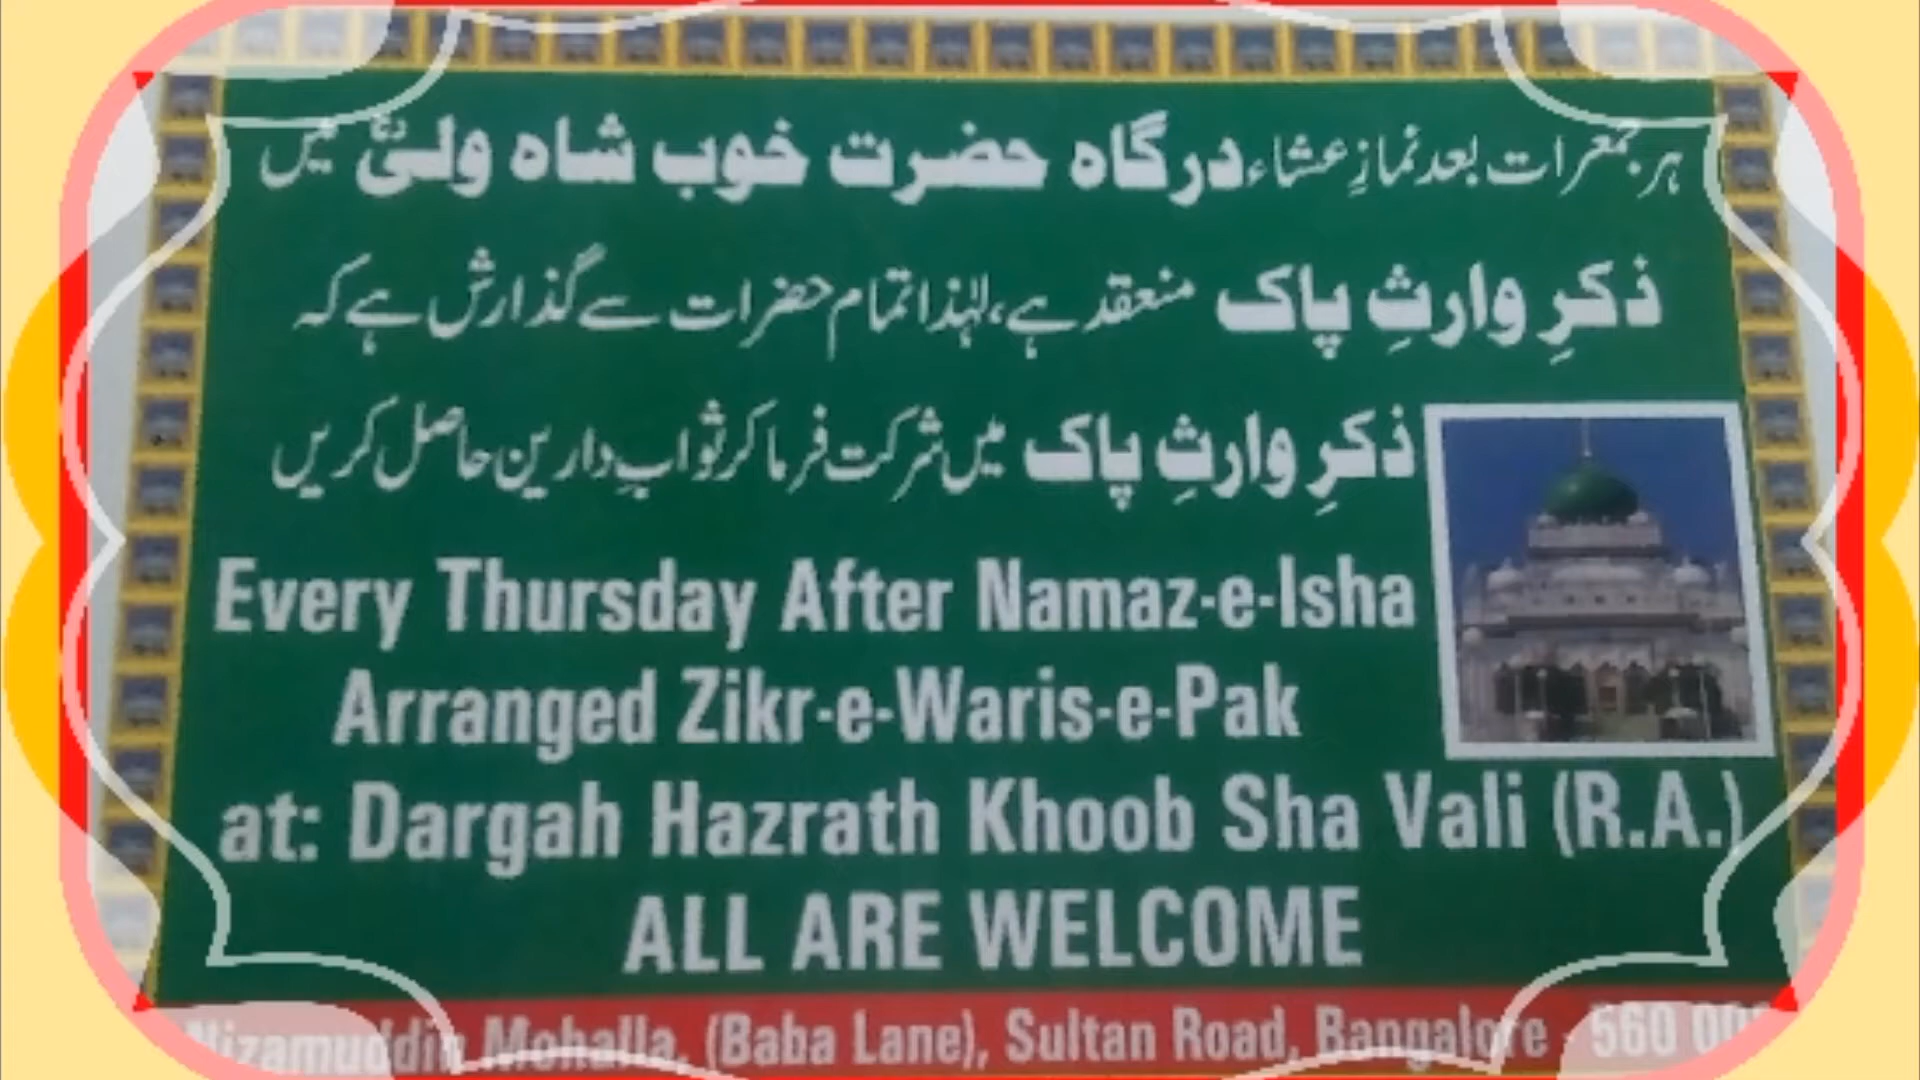 ہر جمعرات بعد نمازِ عشاء درگاہ حضرت خوب شاہ ولیؒ میں
ذکرِ وارثِ پاک منعقد ہے، لہٰذا تمام حضرات سے گذارش ہے کہ
ذکرِ وارثِ پاک میں شرکت فرما کر ثوابِ دارین حاصل کریں
Every Thursday After Namaz-e-Isha
Arranged Zikr-e-Waris-e-Pak
at: Dargah Hazrath Khoob Sha Vali (R.A.)
ALL ARE WELCOME
Nizamuddin Mohalla, (Baba Lane), Sultan Road, Bangalore - 560